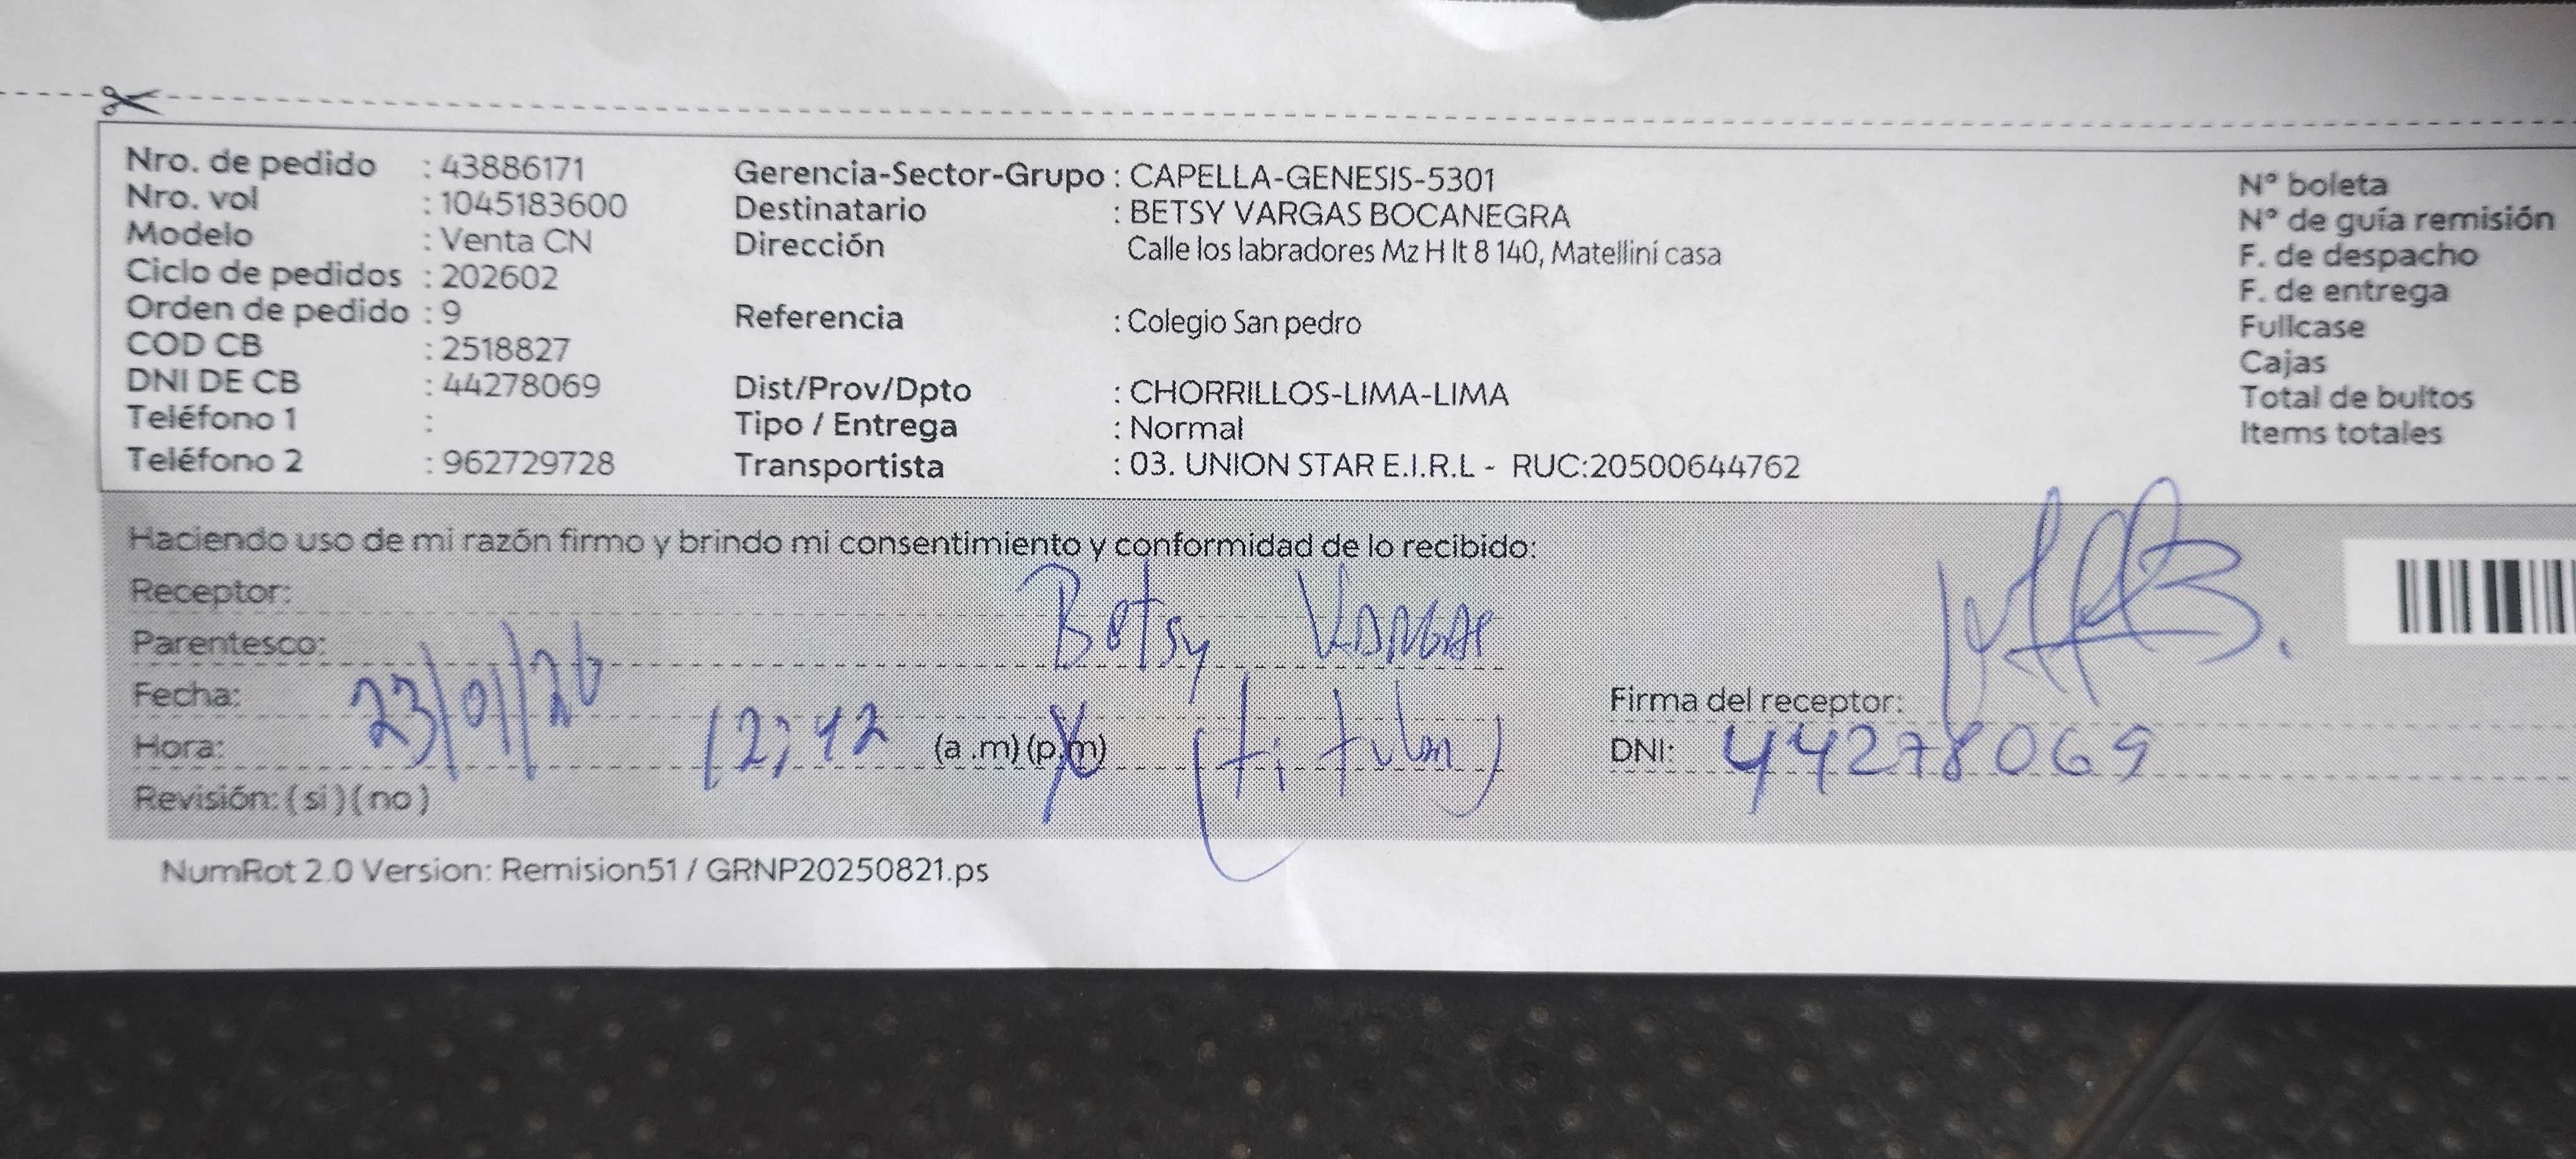 Nro. de pedido : 43886171
Nro. vol : 1045183600
Modelo : Venta CN
Ciclo de pedidos : 202602
Orden de pedido : 9
COD CB : 2518827
DNI DE CB : 44278069
Teléfono 1 :
Teléfono 2 : 962729728
Gerencia-Sector-Grupo : CAPELLA-GENESIS-5301
Destinatario : BETSY VARGAS BOCANEGRA
Dirección Calle los labradores Mz H lt 8 140, Matellini casa
Referencia : Colegio San pedro
Dist/Prov/Dpto : CHORRILLOS-LIMA-LIMA
Tipo / Entrega : Normal
Transportista : 03. UNION STAR E.I.R.L - RUC:20500644762
N° boleta
N° de guía remisión
F. de despacho
F. de entrega
Fullcase
Cajas
Total de bultos
Items totales
Haciendo uso de mi razón firmo y brindo mi consentimiento y conformidad de lo recibido:
Receptor: Betsy VARGAS
Parentesco: (titular)
Fecha: 23/01/26
Hora: 12:42 (a .m) (p.m)
Revisión: ( si ) ( no )
Firma del receptor:
DNI: 44278069
NumRot 2.0 Version: Remision51 / GRNP20250821.ps